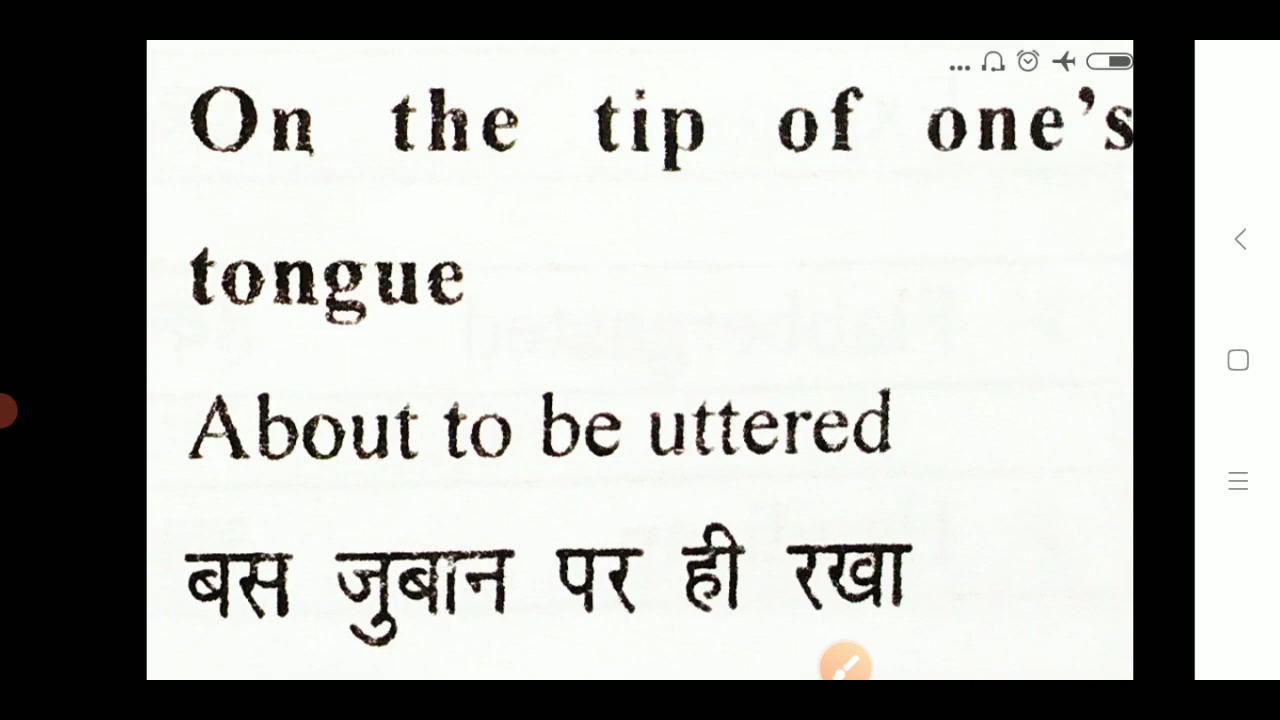 On the tip of one's
tongue
About to be uttered
बस जुबान पर ही रखा